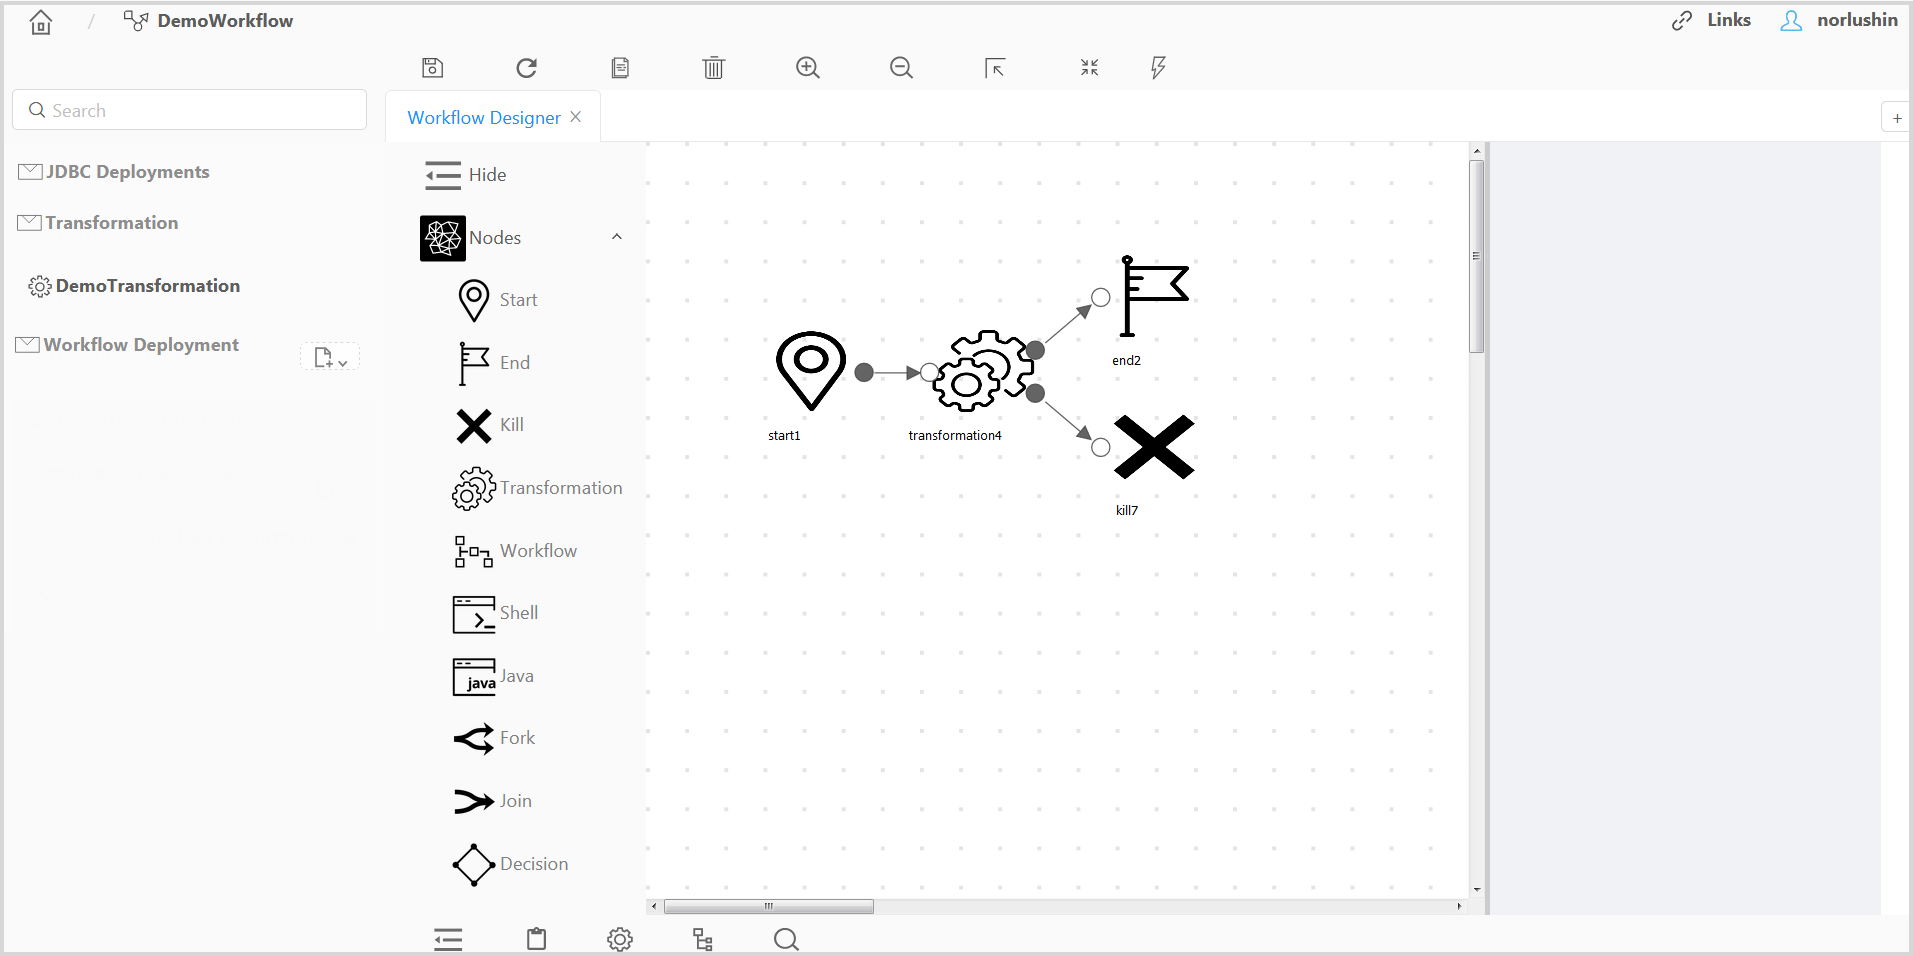 / DemoWorkflow
Links norlushin
Search
Workflow Designer
+
JDBC Deployments
Transformation
DemoTransformation
Workflow Deployment
Hide
Nodes
Start
End
Kill
Transformation
Workflow
Shell
java Java
Fork
Join
Decision
start1
transformation4
end2
kill7